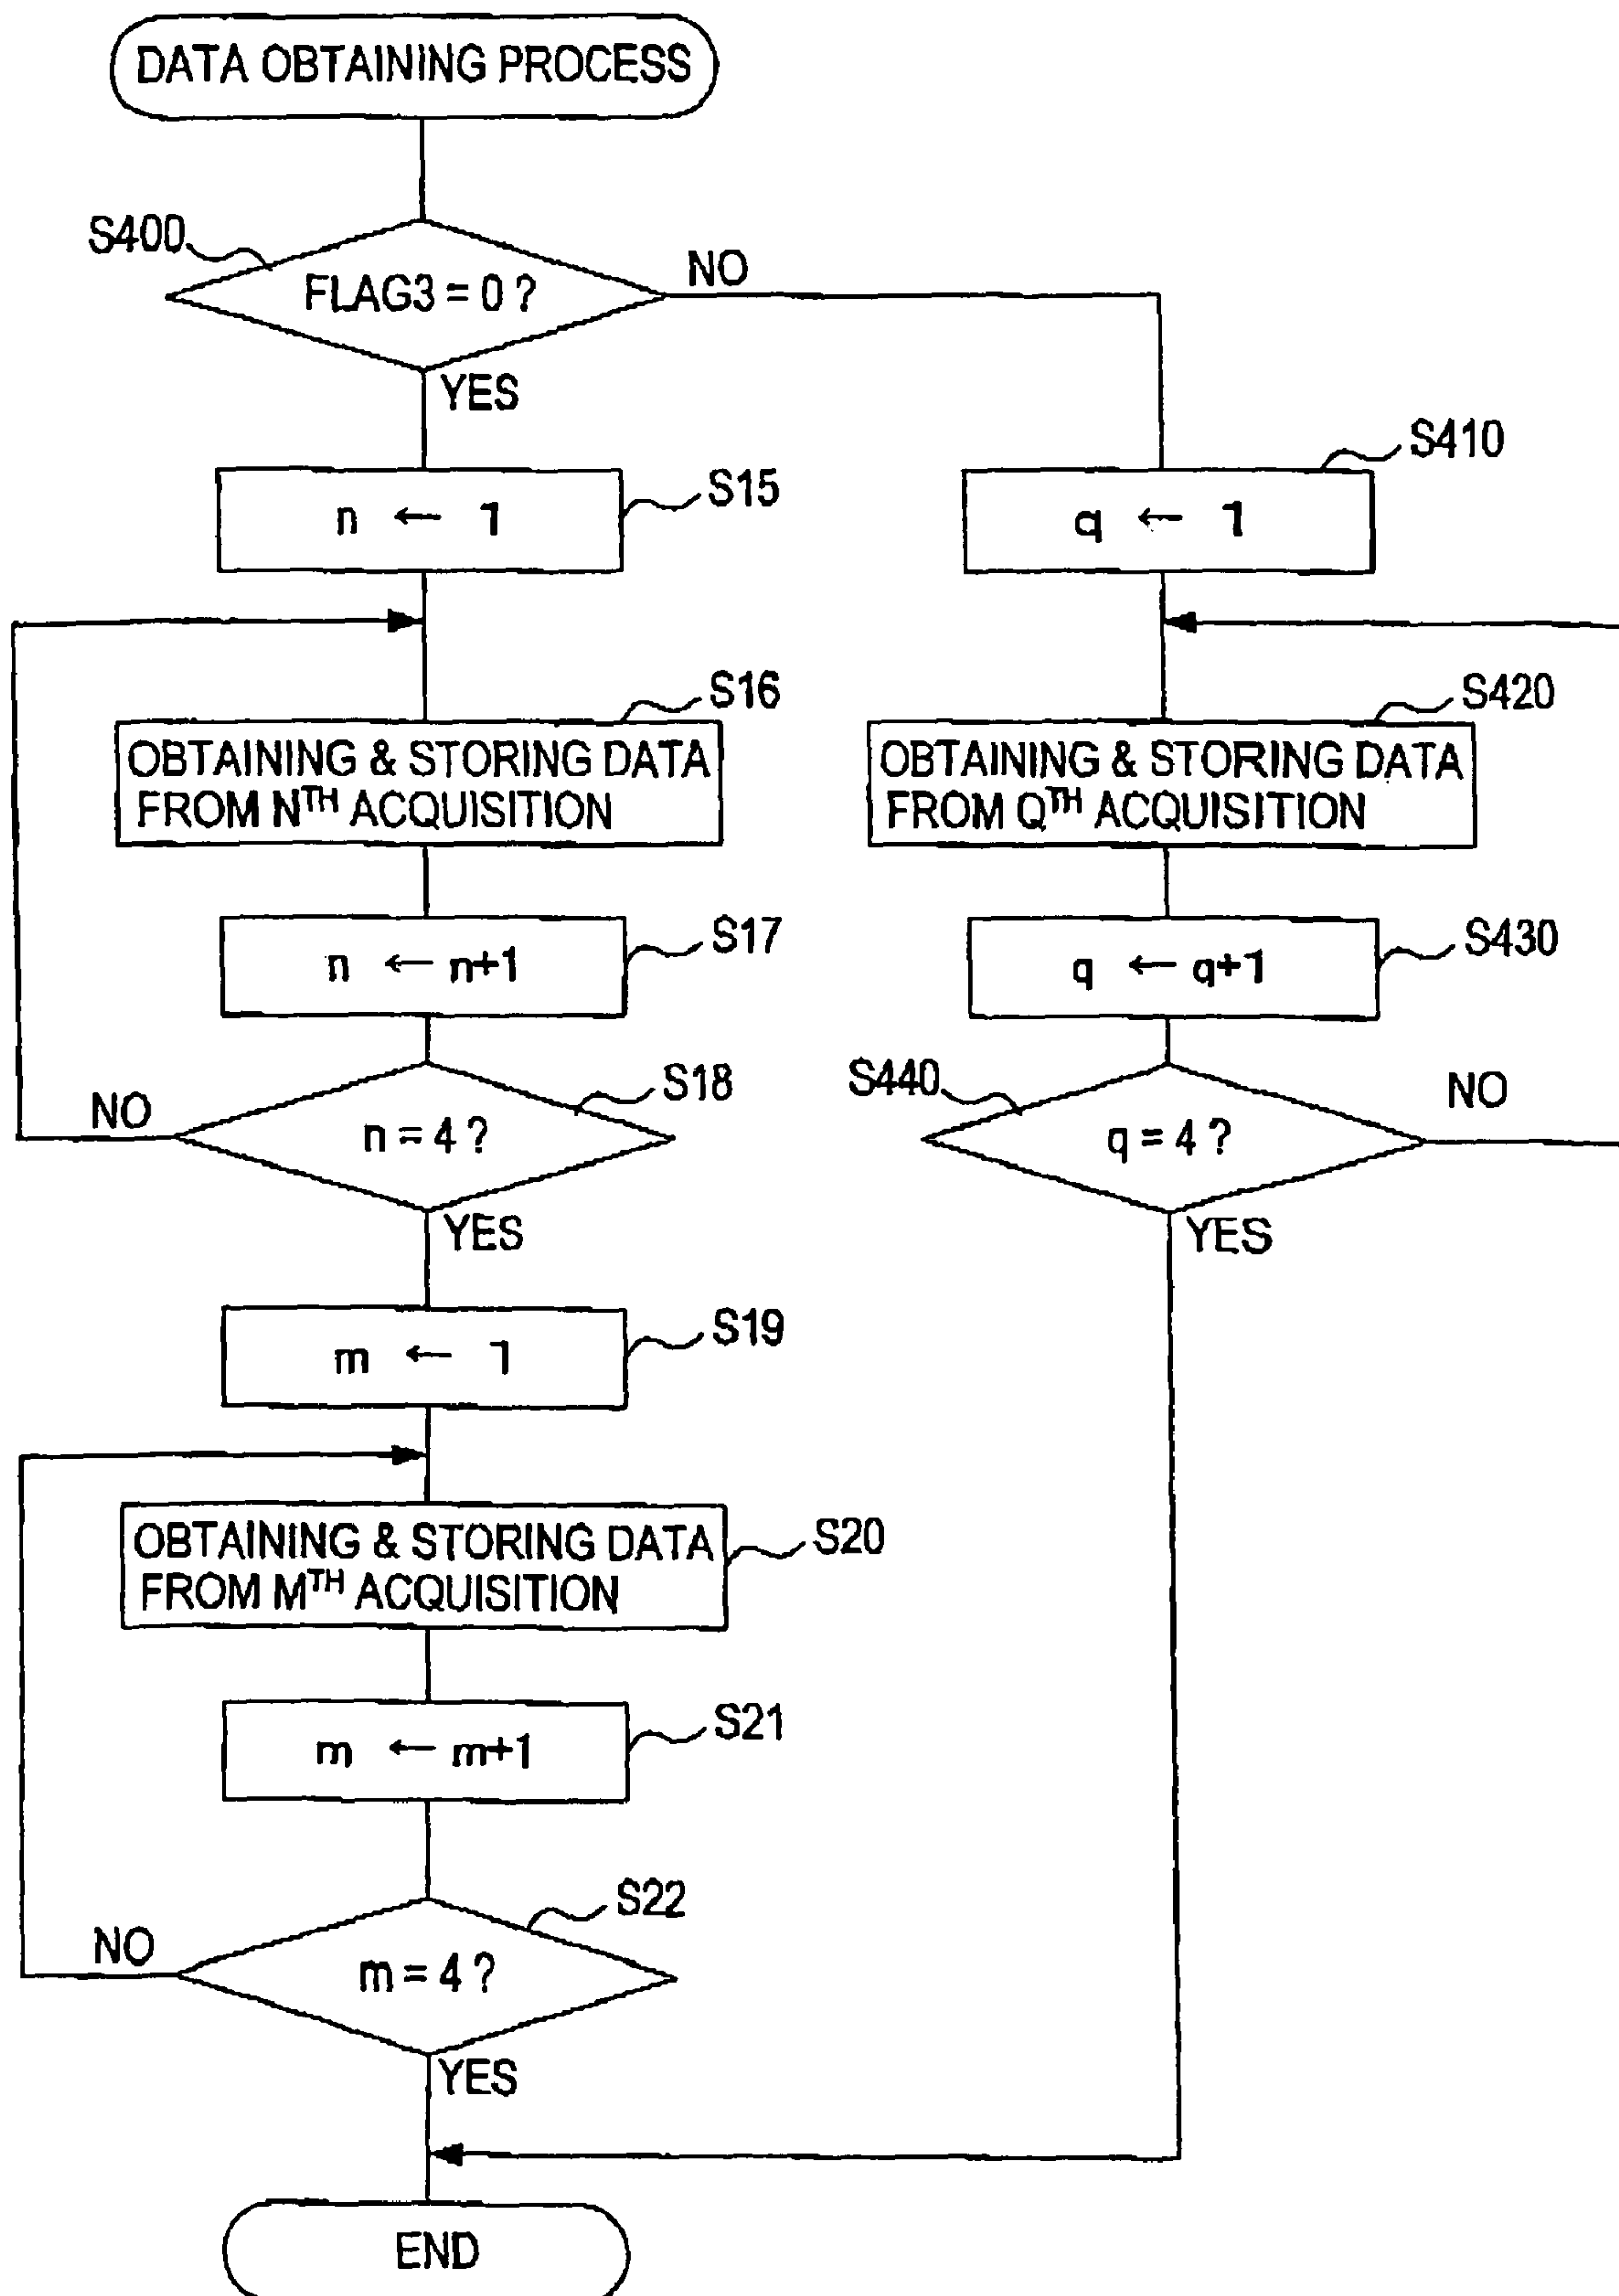 DATA OBTAINING PROCESS
S400
FLAG3 = 0 ?
NO
YES
S15
n ← 1
S410
q ← 1
S16
OBTAINING & STORING DATA
FROM NTH ACQUISITION
S420
OBTAINING & STORING DATA
FROM QTH ACQUISITION
S17
n ← n+1
S430
q ← q+1
S18
NO
n = 4 ?
YES
S440
NO
q = 4 ?
YES
S19
m ← 1
S20
OBTAINING & STORING DATA
FROM MTH ACQUISITION
S21
m ← m+1
S22
NO
m = 4 ?
YES
END